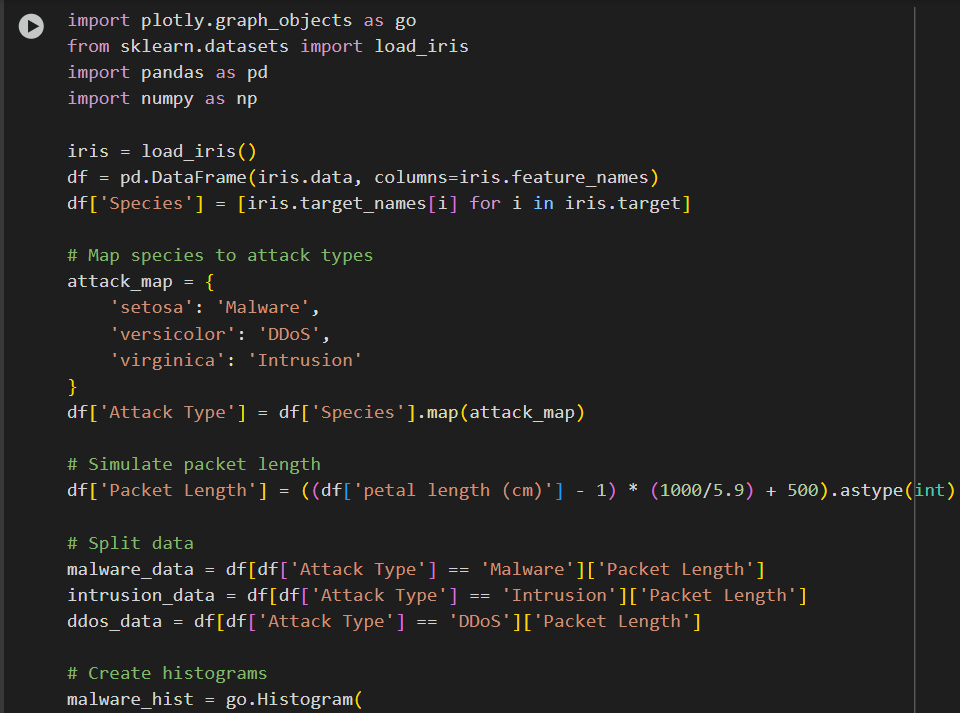 import plotly.graph_objects as go
from sklearn.datasets import load_iris
import pandas as pd
import numpy as np

iris = load_iris()
df = pd.DataFrame(iris.data, columns=iris.feature_names)
df['Species'] = [iris.target_names[i] for i in iris.target]

# Map species to attack types
attack_map = {
    'setosa': 'Malware',
    'versicolor': 'DDoS',
    'virginica': 'Intrusion'
}
df['Attack Type'] = df['Species'].map(attack_map)

# Simulate packet length
df['Packet Length'] = ((df['petal length (cm)'] - 1) * (1000/5.9) + 500).astype(int)

# Split data
malware_data = df[df['Attack Type'] == 'Malware']['Packet Length']
intrusion_data = df[df['Attack Type'] == 'Intrusion']['Packet Length']
ddos_data = df[df['Attack Type'] == 'DDoS']['Packet Length']

# Create histograms
malware_hist = go.Histogram(